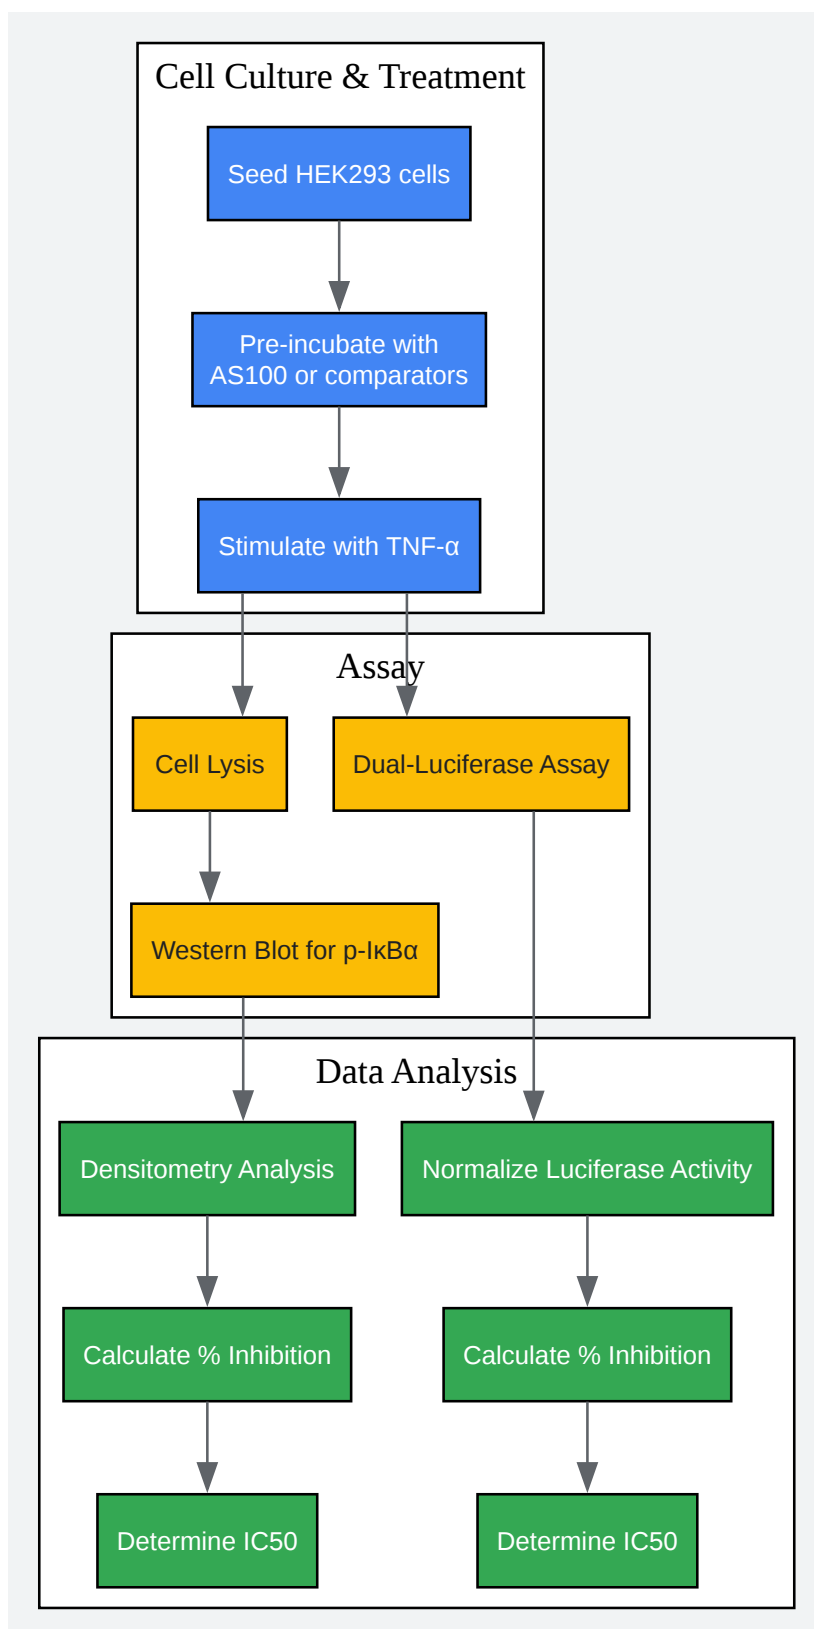 Cell Culture & Treatment
Seed HEK293 cells
Pre-incubate with
AS100 or comparators
Stimulate with TNF-α
Assay
Cell Lysis
Dual-Luciferase Assay
Western Blot for p-IκBα
Data Analysis
Densitometry Analysis
Normalize Luciferase Activity
Calculate % Inhibition
Calculate % Inhibition
Determine IC50
Determine IC50